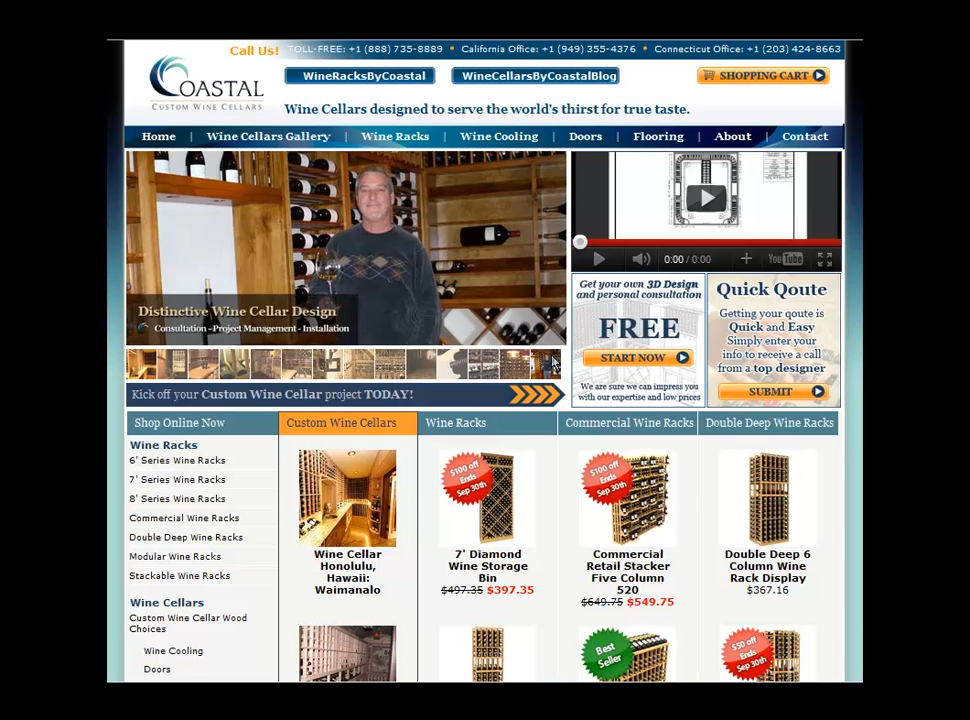 Call Us! TOLL-FREE: +1 (888) 735-8889 • California Office: +1 (949) 355-4376 • Connecticut Office: +1 (203) 424-8663
COASTAL
CUSTOM WINE CELLARS
WineRacksByCoastal
WineCellarsByCoastalBlog
SHOPPING CART
Wine Cellars designed to serve the world's thirst for true taste.
Home | Wine Cellars Gallery | Wine Racks | Wine Cooling | Doors | Flooring | About | Contact
Distinctive Wine Cellar Design
Consultation - Project Management - Installation
0:00 / 0:00
YouTube
Get your own 3D Design
and personal consultation
FREE
START NOW
We are sure we can impress you
with our expertise and low prices
Quick Qoute
Getting your qoute is
Quick and Easy
Simply enter your
info to receive a call
from a top designer
SUBMIT
Kick off your Custom Wine Cellar project TODAY!
Shop Online Now
Wine Racks
6' Series Wine Racks
7' Series Wine Racks
8' Series Wine Racks
Commercial Wine Racks
Double Deep Wine Racks
Modular Wine Racks
Stackable Wine Racks
Wine Cellars
Custom Wine Cellar Wood
Choices
Wine Cooling
Doors
Custom Wine Cellars
Wine Cellar
Honolulu,
Hawaii:
Waimanalo
Wine Racks
$100 off
Ends
Sep 30th
7' Diamond
Wine Storage
Bin
$497.35 $397.35
Commercial Wine Racks
$100 off
Ends
Sep 30th
Commercial
Retail Stacker
Five Column
520
$649.75 $549.75
Best
Seller
Double Deep Wine Racks
Double Deep 6
Column Wine
Rack Display
$367.16
$50 off
Ends
Sep 30th